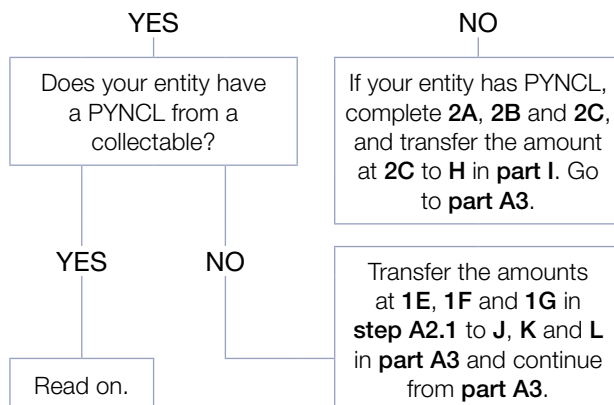 YES
NO
Does your entity have
a PYNCL from a
collectable?
If your entity has PYNCL,
complete 2A, 2B and 2C,
and transfer the amount
at 2C to H in part I. Go
to part A3.
YES
NO
Transfer the amounts
at 1E, 1F and 1G in
step A2.1 to J, K and L
in part A3 and continue
from part A3.
Read on.